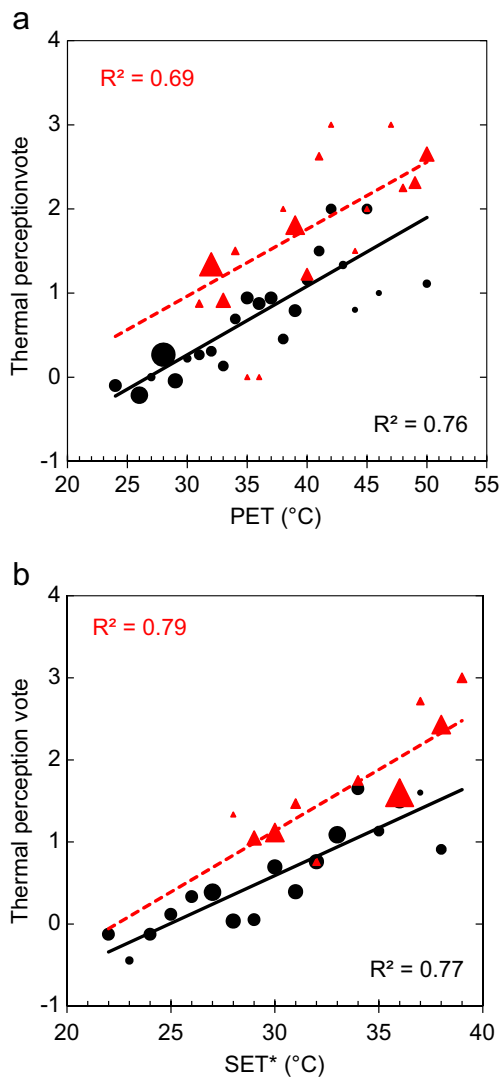 a
4
R² = 0.69
3
2
1
0
R² = 0.76
-1
20 25 30 35 40 45 50 55
PET (°C)
Thermal perceptionvote
b
4
R² = 0.79
3
2
1
0
R² = 0.77
-1
20 25 30 35 40
SET* (°C)
Thermal perception vote